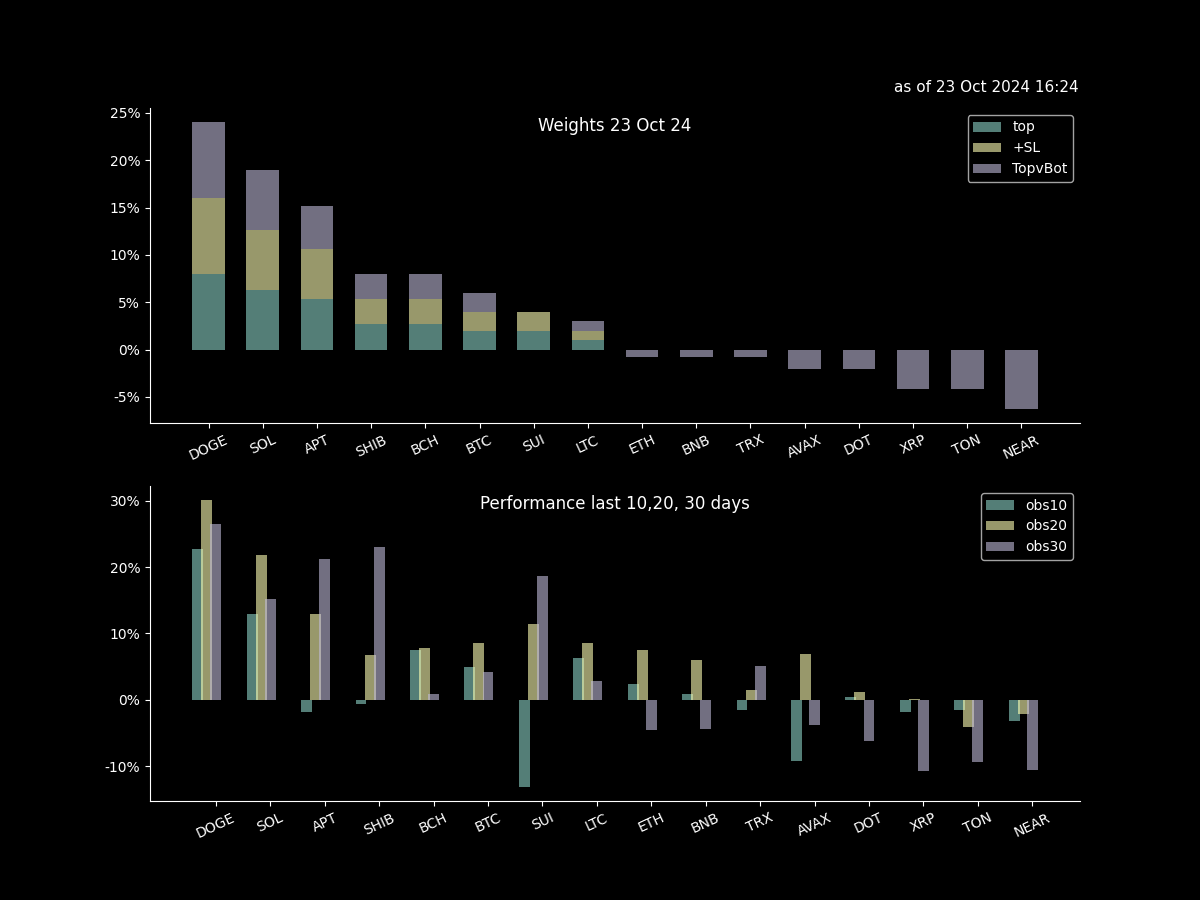 as of 23 Oct 2024 16:24
Weights 23 Oct 24
top
+SL
TopvBot
25%
20%
15%
10%
5%
0%
-5%
DOGE SOL APT SHIB BCH BTC SUI LTC ETH BNB TRX AVAX DOT XRP TON NEAR
Performance last 10,20, 30 days
obs10
obs20
obs30
30%
20%
10%
0%
-10%
DOGE SOL APT SHIB BCH BTC SUI LTC ETH BNB TRX AVAX DOT XRP TON NEAR